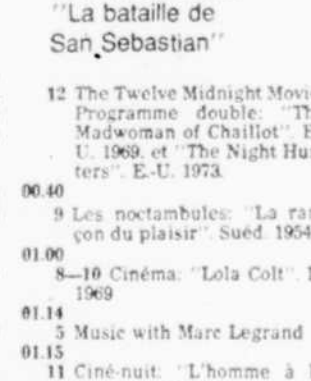 "La bataille de
San Sebastian"
12 The Twelve Midnight Movi
Programme double: "Th
Madwoman of Chaillot". E
U. 1969. et "The Night Hu
ters". E.-U. 1973.
00.40
9 Les noctambules: "La ran
çon du plaisir". Suéd. 1954
01.00
8—10 Cinéma: "Lola Colt".
1969
01.14
5 Music with Marc Legrand
01.15
11 Ciné-nuit: "L'homme à